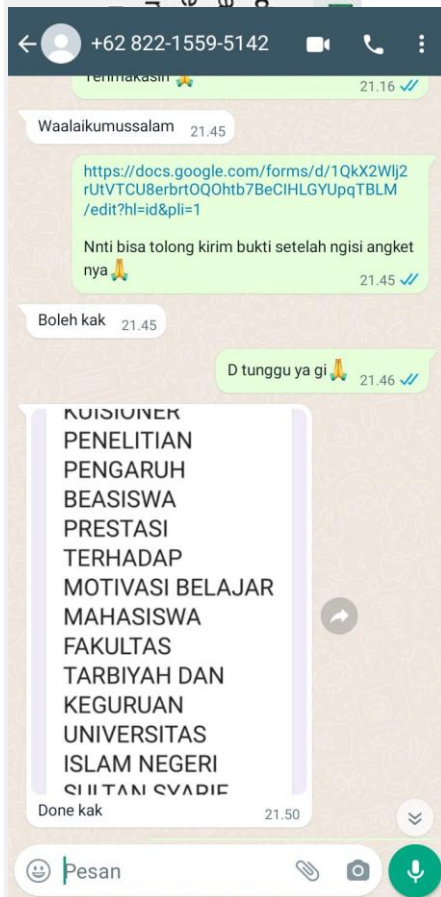 +62 822-1559-5142
Terimakasih 🙏
21.16
Waalaikumussalam 21.45
https://docs.google.com/forms/d/1QkX2Wlj2
rUtVTCU8erbrtOQOhtb7BeCIHLGYUpqTBLM
/edit?hl=id&pli=1
Nnti bisa tolong kirim bukti setelah ngisi angket
nya🙏
21.45
Boleh kak 21.45
D tunggu ya gi🙏 21.46
KUISIONER
PENELITIAN
PENGARUH
BEASISWA
PRESTASI
TERHADAP
MOTIVASI BELAJAR
MAHASISWA
FAKULTAS
TARBIYAH DAN
KEGURUAN
UNIVERSITAS
ISLAM NEGERI
SULTAN SYARIF
Done kak 21.50
Pesan